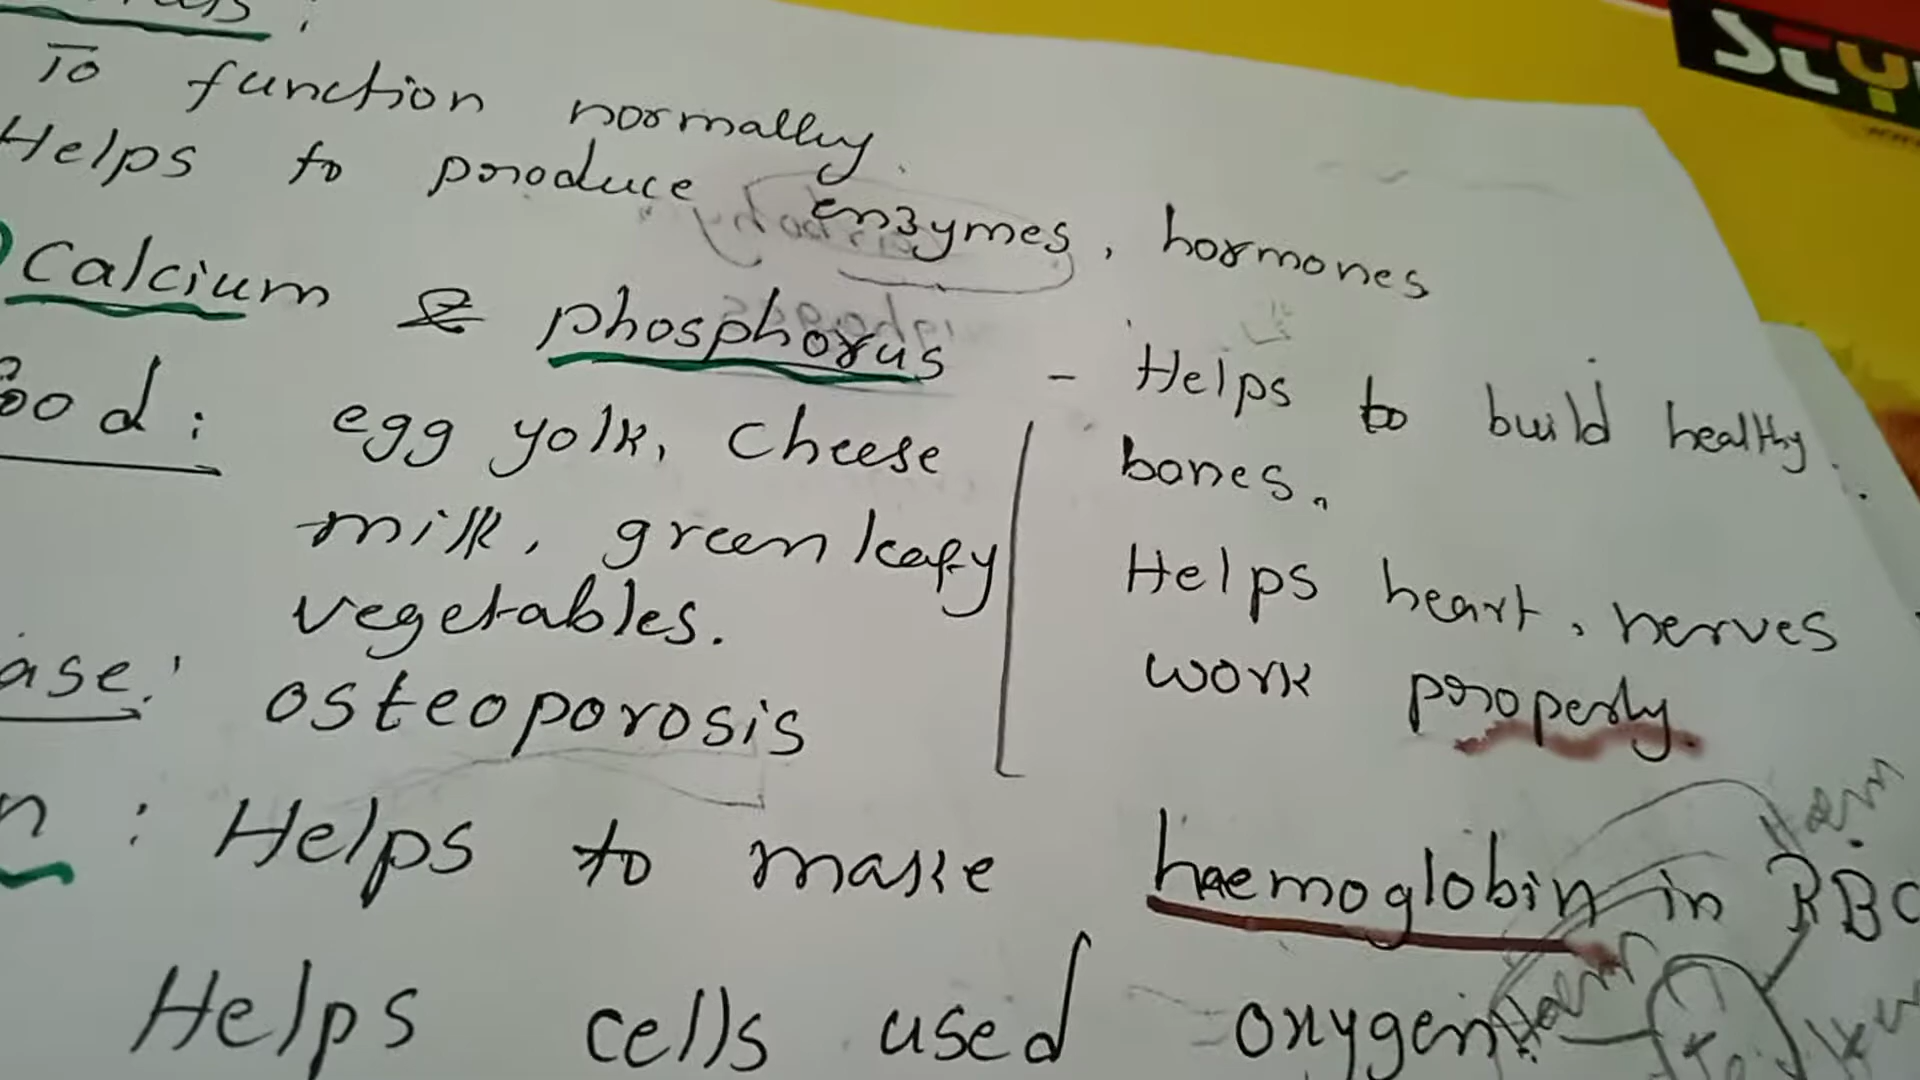 To function normally.
Helps to produce enzymes, hormones
Calcium & phosphorus - Helps to build healthy
bones.
ood: egg yolk, cheese
milk, green leafy
vegetables.
Helps heart, nerves
work properly.
ase: osteoporosis
n: Helps to make haemoglobin in RBC
Helps cells used oxygen.
Haem
Haem